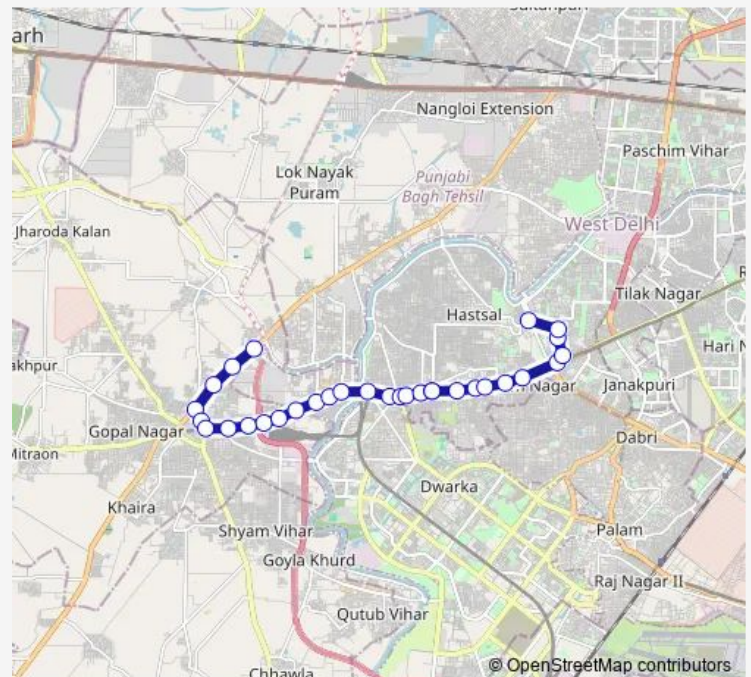 arh
Nangloi Extension
Paschim Vihar
Lok Nayak
Puram
Punjabi
Bagh Tehsil
West Delhi
Jharoda Kalan
Tilak Nagar
Hastsal
Hari N
akhpur
Nagar
Janakpuri
Gopal Nagar
Dabri
Mitraon
Dwarka
Khaira
Shyam Vihar
Palam
Goyla Khurd
Raj Nagar II
Qutub Vihar
Chhawla
© OpenStreetMap contributors